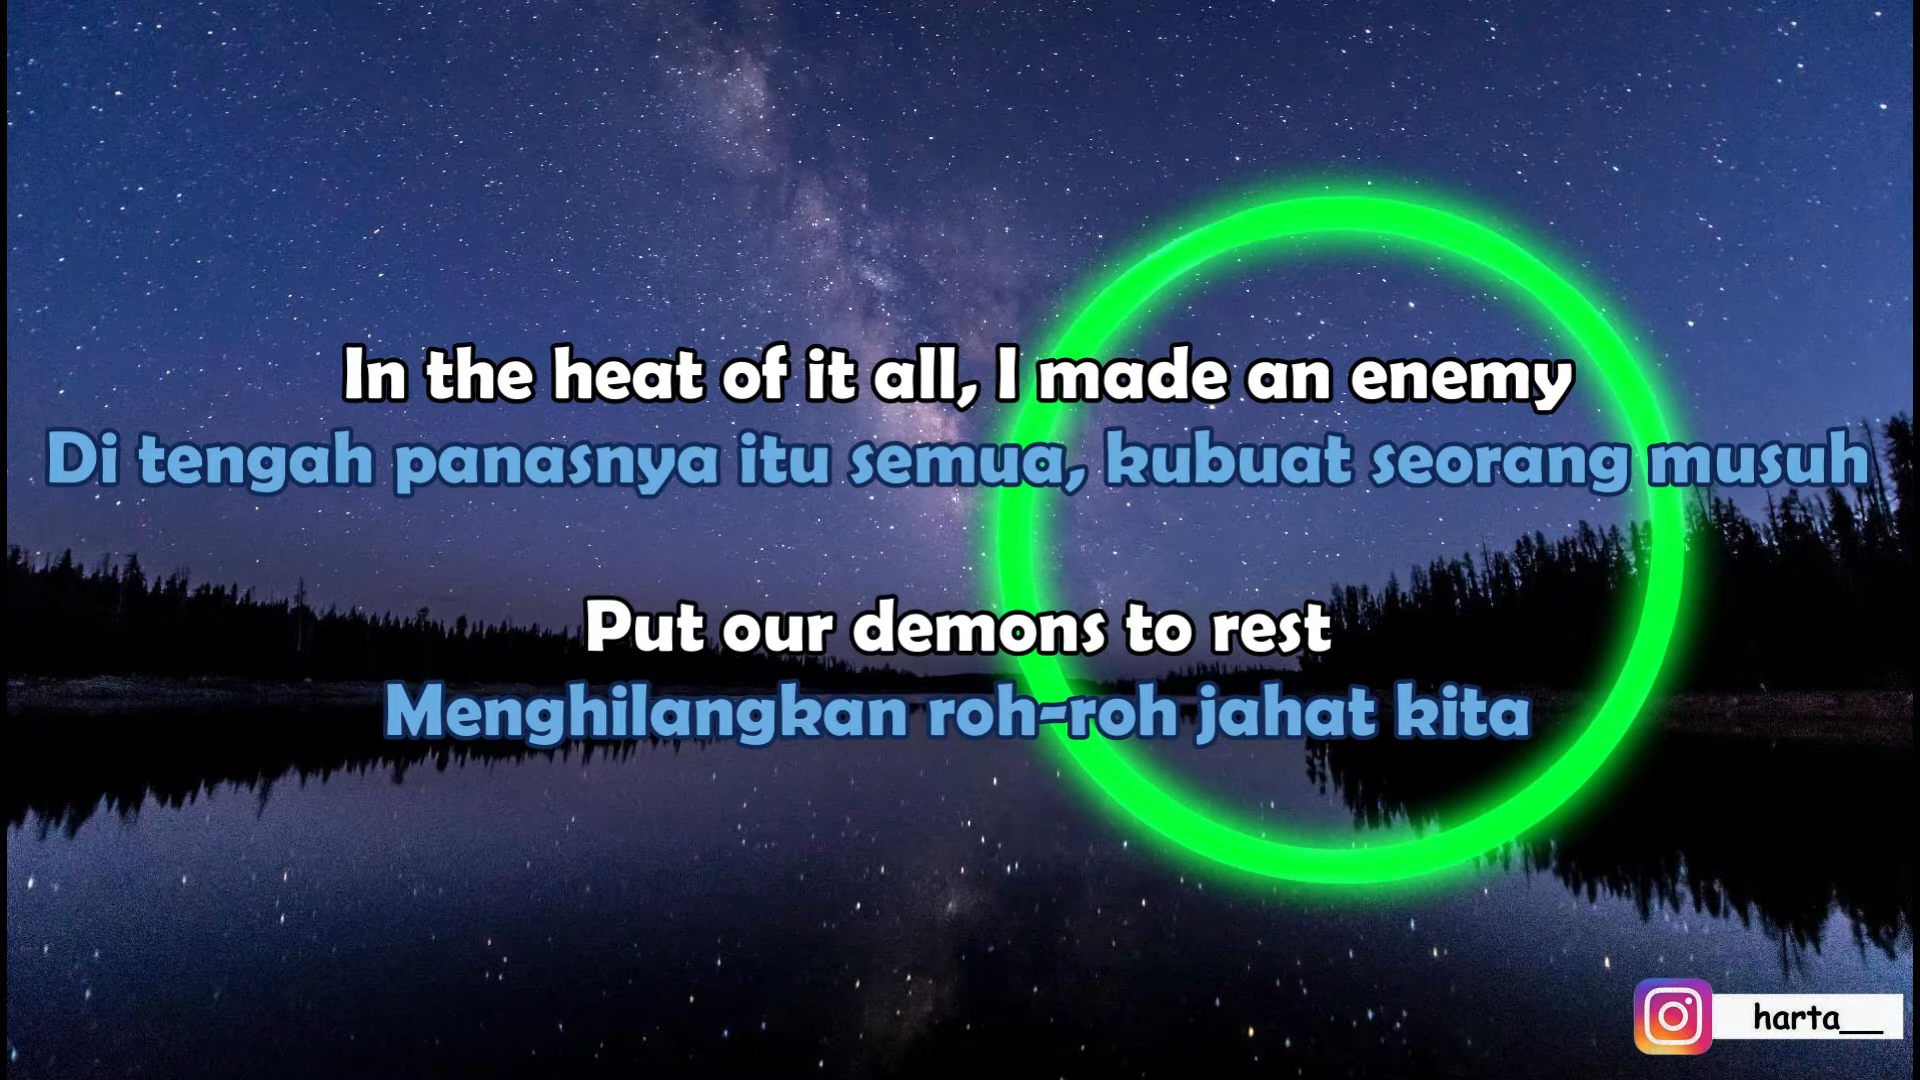 In the heat of it all, I made an enemy
Di tengah panasnya itu semua, kubuat seorang musuh
Put our demons to rest
Menghilangkan roh-roh jahat kita
harta__